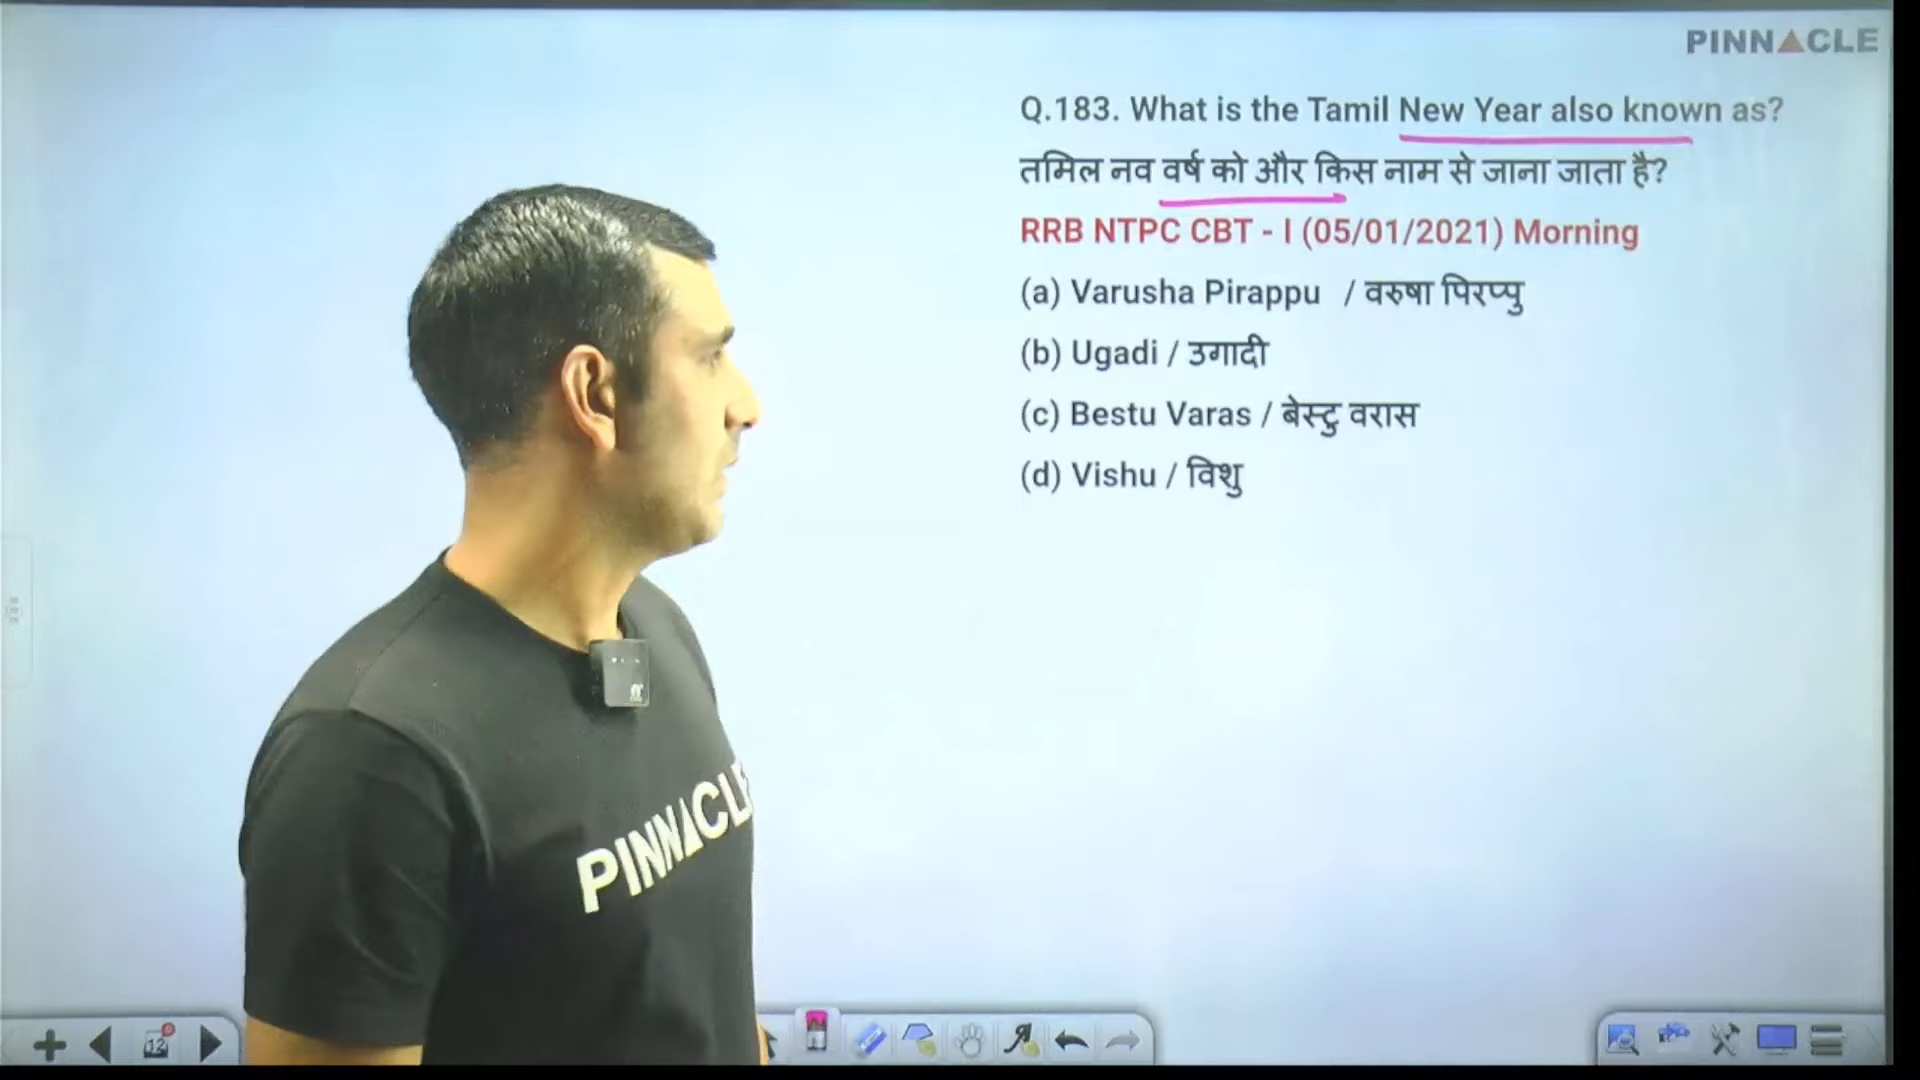 PINNACLE
Q.183. What is the Tamil New Year also known as?
तमिल नव वर्ष को और किस नाम से जाना जाता है?
RRB NTPC CBT - I (05/01/2021) Morning
(a) Varusha Pirappu / वरुषा पिरप्पु
(b) Ugadi / उगादी
(c) Bestu Varas / बेस्टु वरास
(d) Vishu / विशु
PINNACLE
12